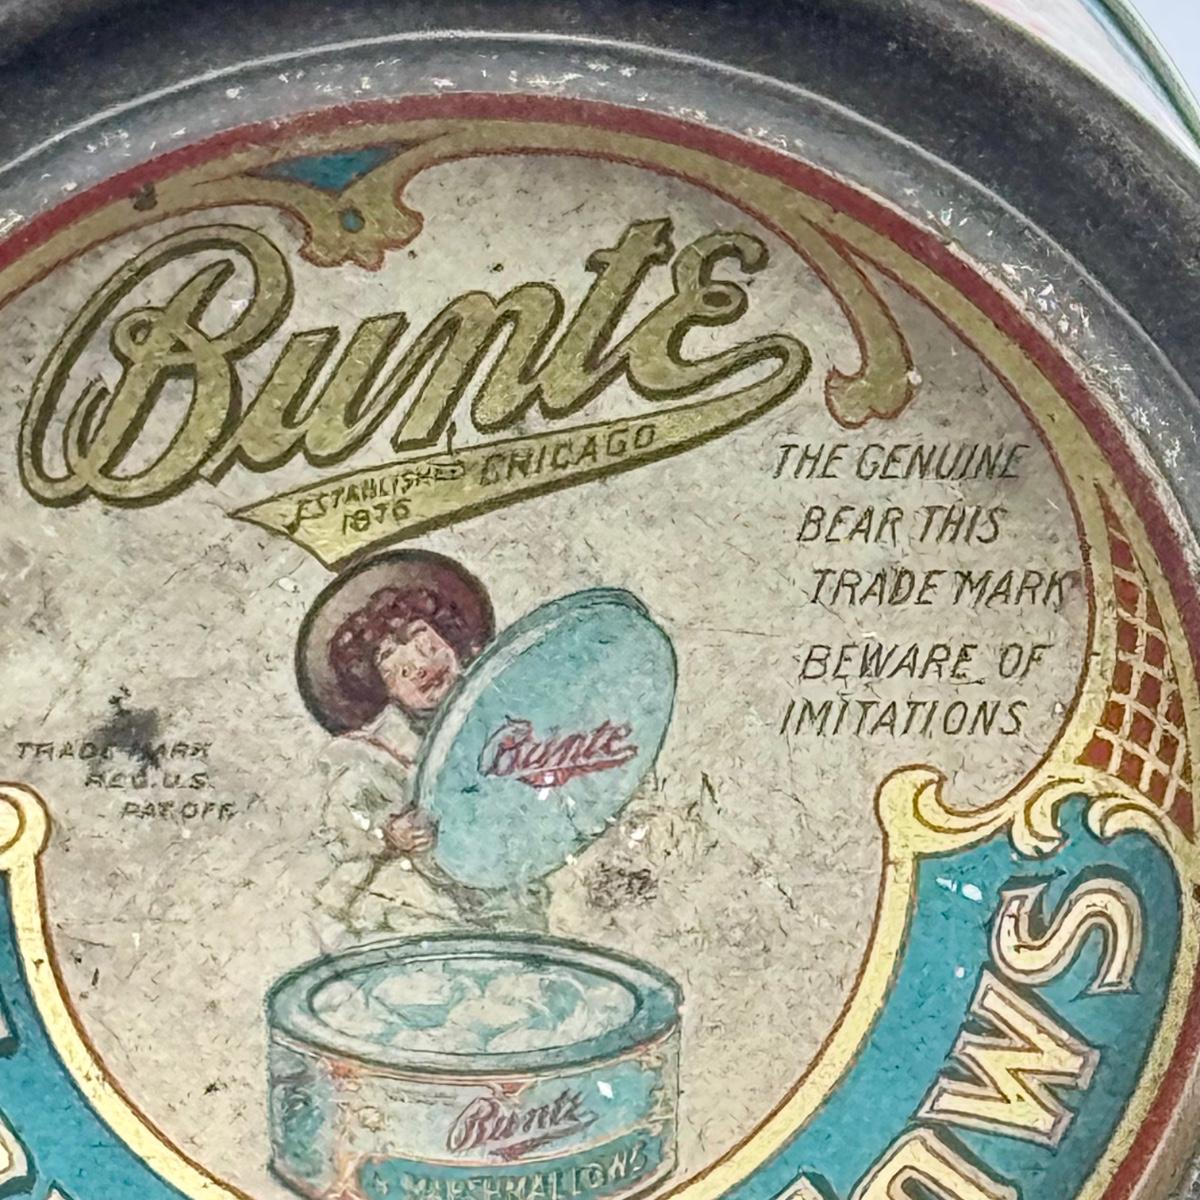 Bunte
ESTABLISHED CHICAGO
1876
THE GENUINE
BEAR THIS
TRADE MARK
BEWARE OF
IMITATIONS
TRADE MARK
REG. U.S.
PAT. OFF.
Bunte
Bunte
MARSHMALLOWS
OWS